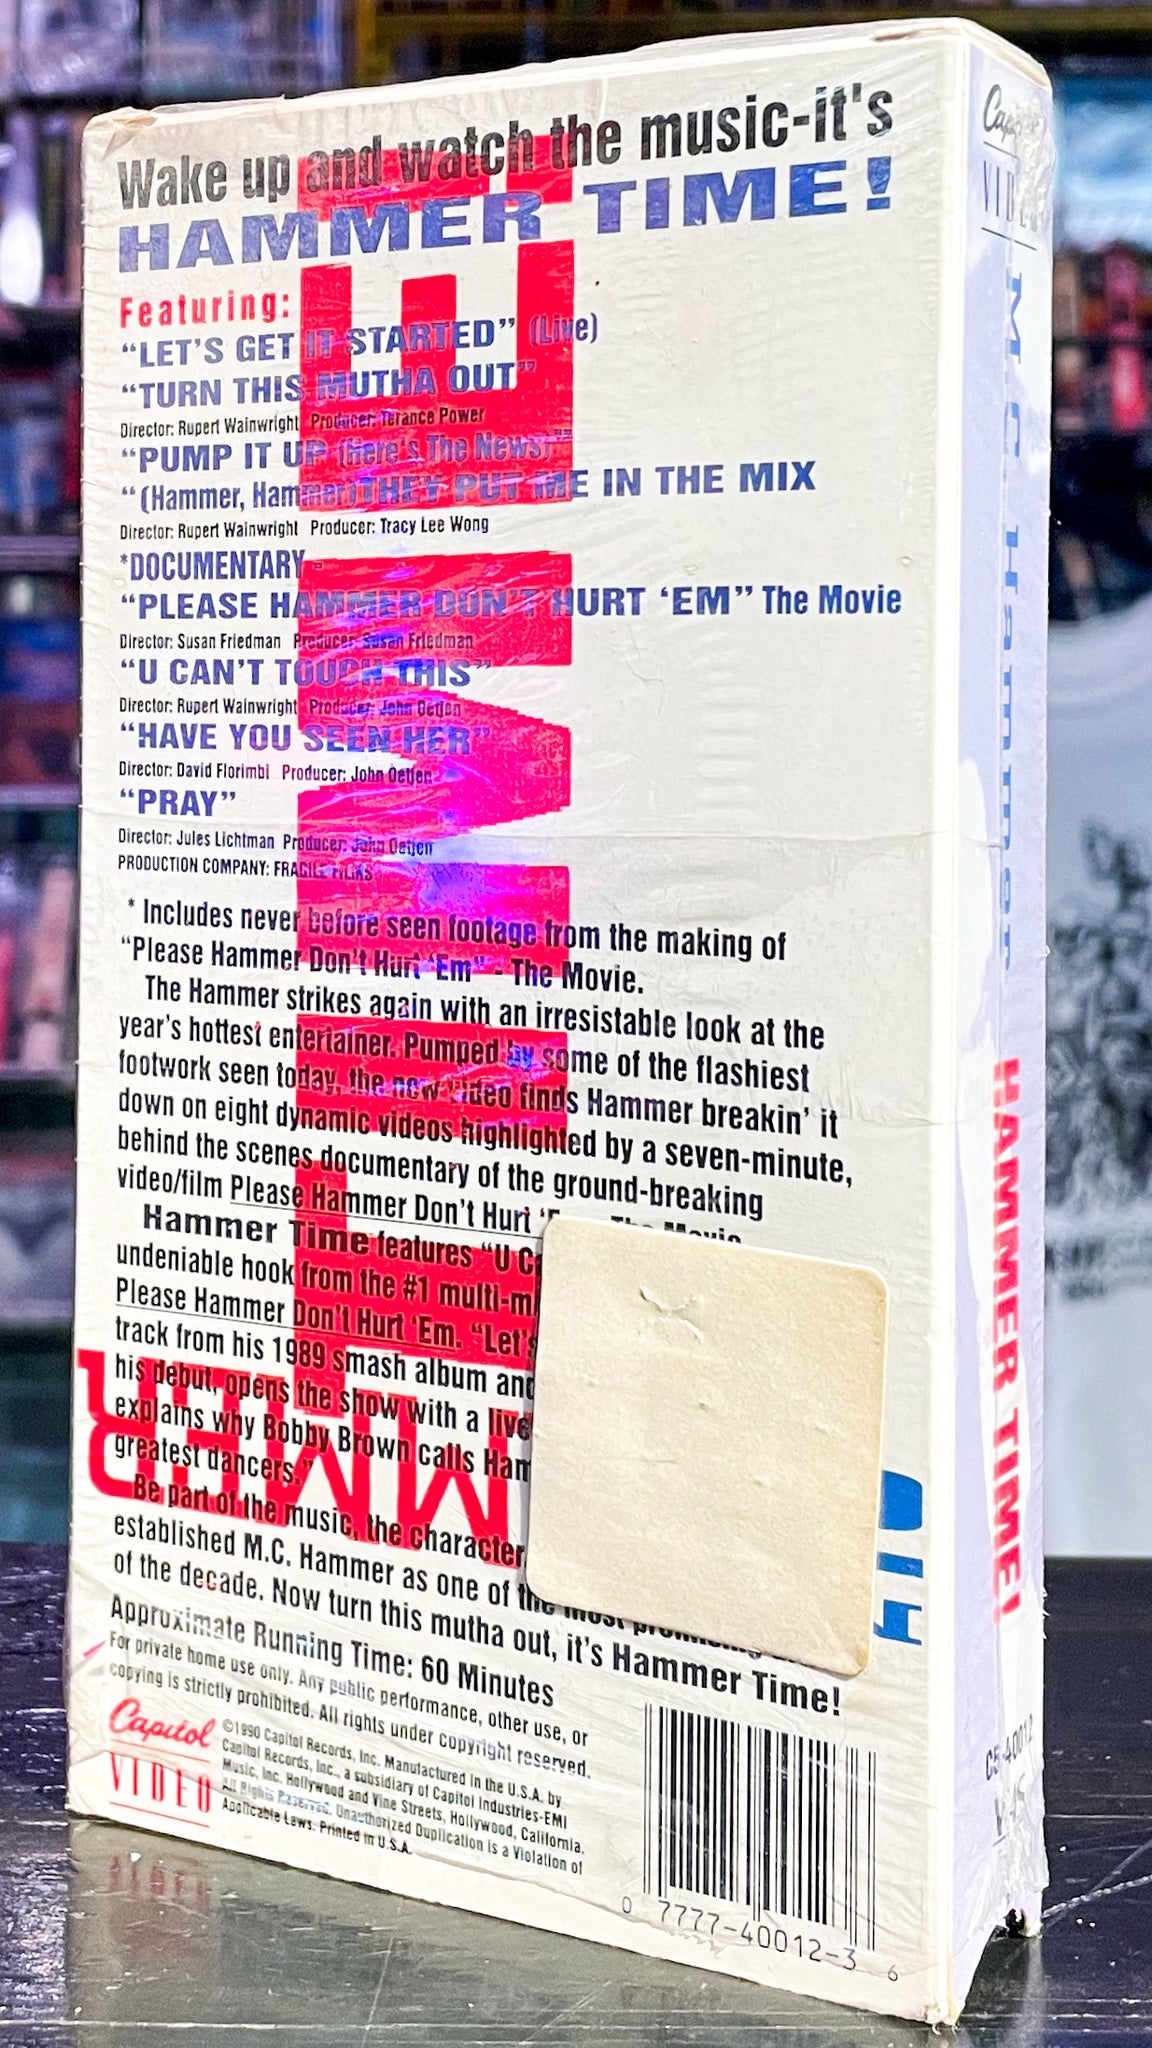 Wake up and watch the music-it's
HAMMER TIME!
Featuring:
“LET'S GET IT STARTED” (Live)
“TURN THIS MUTHA OUT”
Director: Rupert Wainwright Producer: Terance Power
“PUMP IT UP (Here's The News)”
“(Hammer, Hammer) THEY PUT ME IN THE MIX
Director: Rupert Wainwright Producer: Tracy Lee Wong
*DOCUMENTARY -
“PLEASE HAMMER DON'T HURT ‘EM” The Movie
Director: Susan Friedman Producer: Susan Friedman
“U CAN'T TOUCH THIS”
Director: Rupert Wainwright Producer: John Oetjen
“HAVE YOU SEEN HER”
Director: David Florimbi Producer: John Oetjen
“PRAY”
Director: Jules Lichtman Producer: John Oetjen
PRODUCTION COMPANY: FRAGILE FILMS
* Includes never before seen footage from the making of
“Please Hammer Don't Hurt ‘Em” - The Movie.
The Hammer strikes again with an irresistable look at the
year's hottest entertainer. Pumped by some of the flashiest
footwork seen today, the new video finds Hammer breakin' it
down on eight dynamic videos highlighted by a seven-minute,
behind the scenes documentary of the ground-breaking
video/film Please Hammer Don't Hurt ‘Em The Movie
Hammer Time features “U
undeniable hook from the #1
Please Hammer Don't Hurt ‘Em. “Let's
track from his 1989 smash album and
his debut, opens the show with a live
explains why Bobby Brown calls
greatest dancers.”
Be part of the music, the character
established M.C. Hammer as one of the most
of the decade. Now turn this mutha out, it's Hammer Time!
Approximate Running Time: 60 Minutes
For private home use only. Any public performance, other use, or
copying is strictly prohibited. All rights under copyright reserved.
Capitol
VIDEO
©1990 Capitol Records, Inc. Manufactured in the U.S.A. by
Capitol Records, Inc., a subsidiary of Capitol Industries-EMI
Music, Inc. Hollywood and Vine Streets, Hollywood, California.
All Rights Reserved. Unauthorized Duplication is a Violation of
Applicable Laws. Printed in U.S.A.
0 7777-40012-3 6
TIME
HAMMER
Capitol
VIDEO
M.C. Hammer
HAMMER TIME!